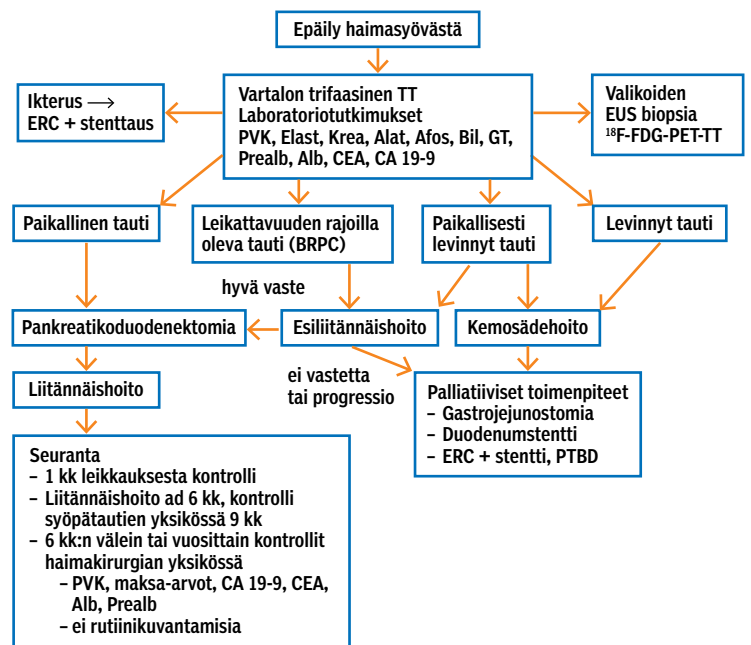 Epäily haimasyövästä
Ikterus →
ERC + stenttaus
Vartalon trifaasinen TT
Laboratoriotutkimukset
PVK, Elast, Krea, Alat, Afos, Bil, GT,
Prealb, Alb, CEA, CA 19-9
Valikoiden
EUS biopsia
¹⁸F-FDG-PET-TT
Paikallinen tauti
Leikattavuuden rajoilla
oleva tauti (BRPC)
Paikallisesti
levinnyt tauti
Levinnyt tauti
hyvä vaste
Pankreatikoduodenektomia
Esiliitännäishoito
Kemosädehoito
Liitännäishoito
ei vastetta
tai progressio
Palliatiiviset toimenpiteet
– Gastrojejunostomia
– Duodenumstentti
– ERC + stentti, PTBD
Seuranta
– 1 kk leikkauksesta kontrolli
– Liitännäishoito ad 6 kk, kontrolli
syöpätautien yksikössä 9 kk
– 6 kk:n välein tai vuosittain kontrollit
haimakirurgian yksikössä
– PVK, maksa-arvot, CA 19-9, CEA,
Alb, Prealb
– ei rutiinikuvantamisia